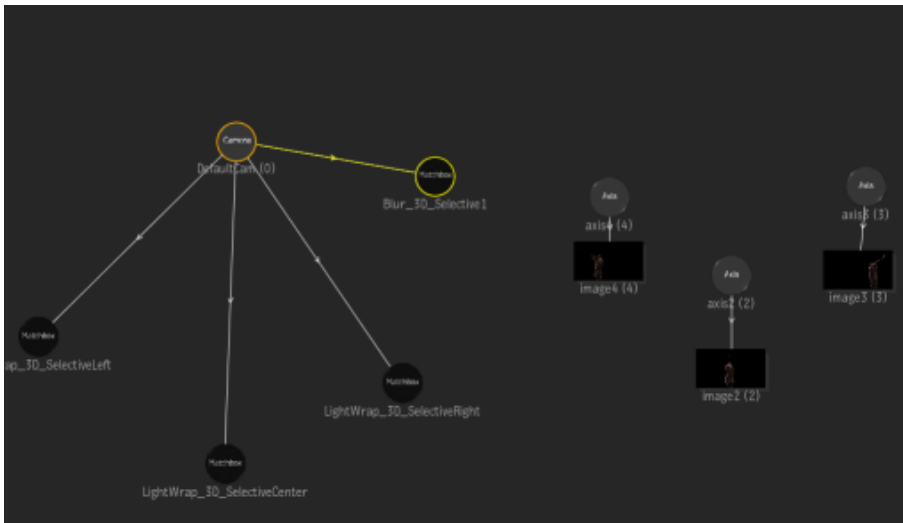 Camera
DefaultCam (0)
Matchbox
Blur_3D_Selective1
Axis
axis4 (4)
image4 (4)
Axis
axis3 (3)
image3 (3)
Axis
axis2 (2)
image2 (2)
Matchbox
ap_3D_SelectiveLeft
Matchbox
LightWrap_3D_SelectiveRight
Matchbox
LightWrap_3D_SelectiveCenter